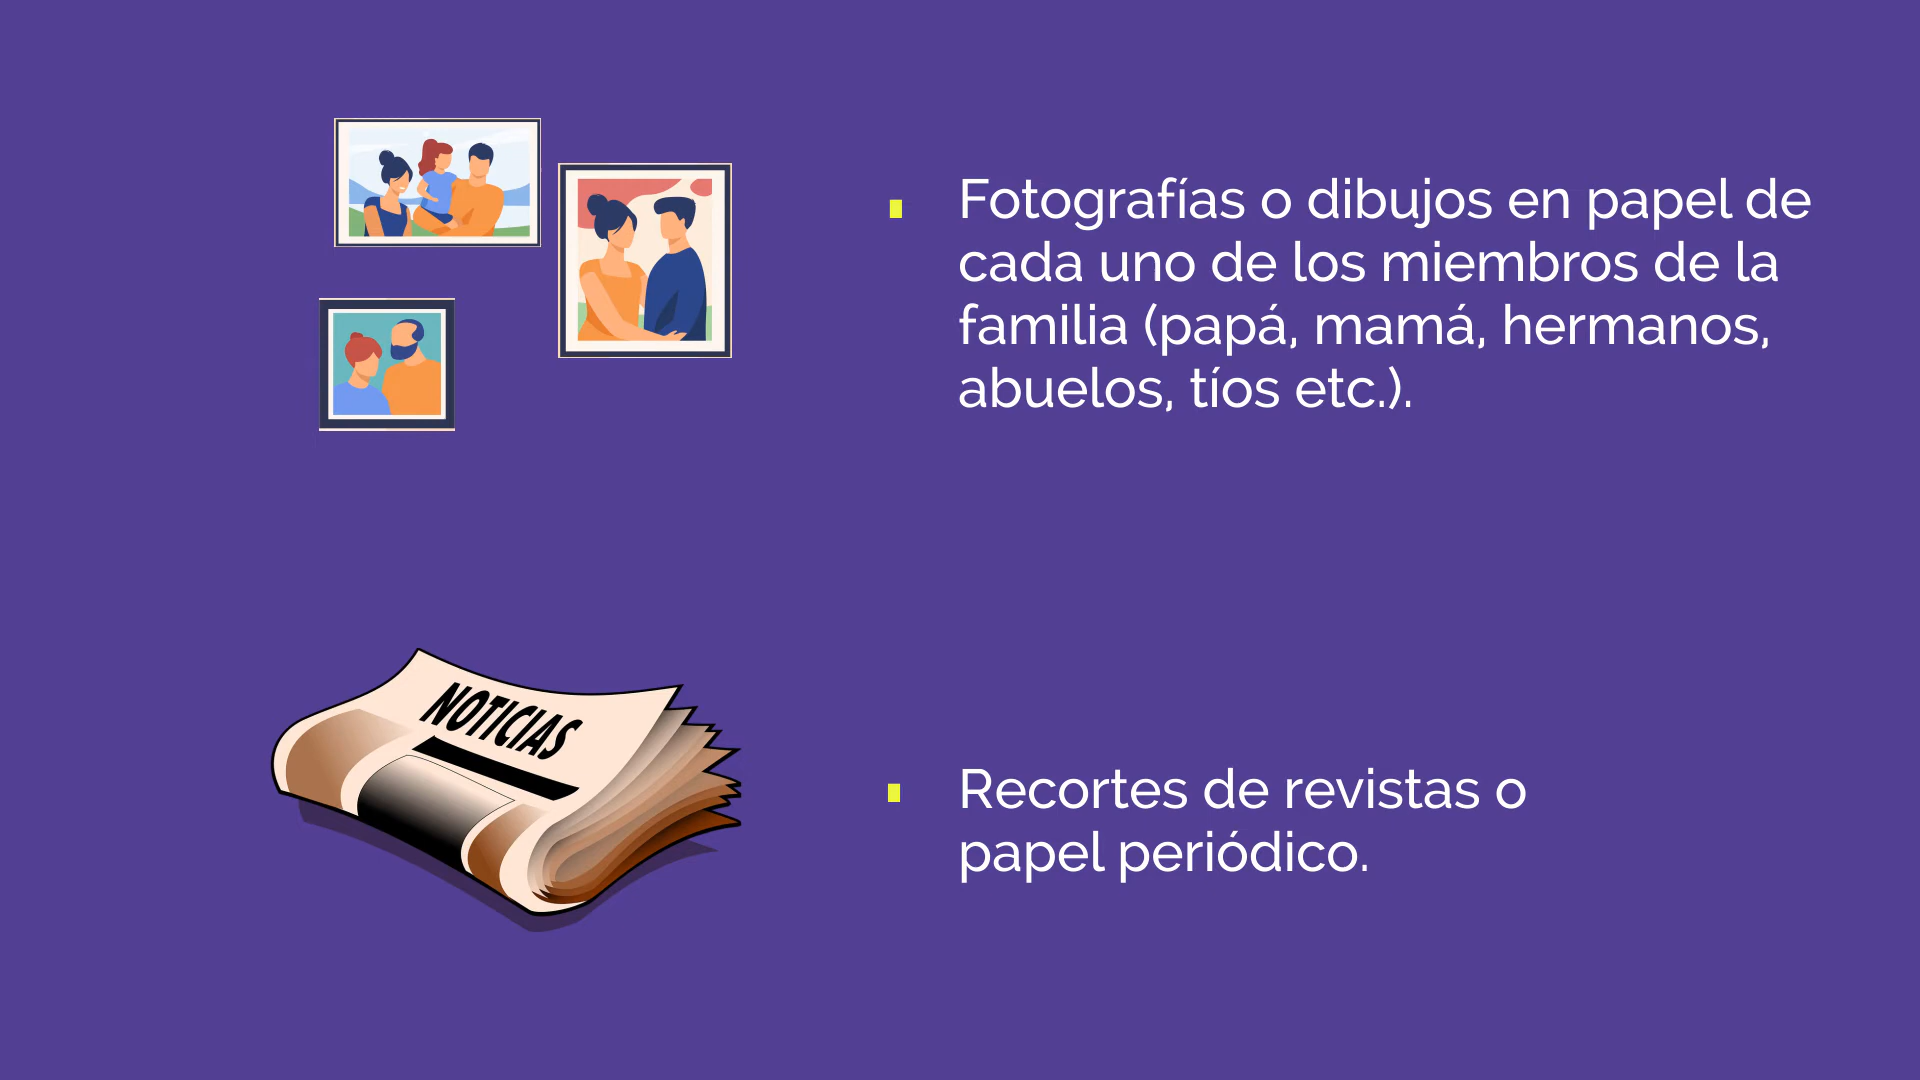 Fotografías o dibujos en papel de
cada uno de los miembros de la
familia (papá, mamá, hermanos,
abuelos, tíos etc.).
NOTICIAS
Recortes de revistas o
papel periódico.